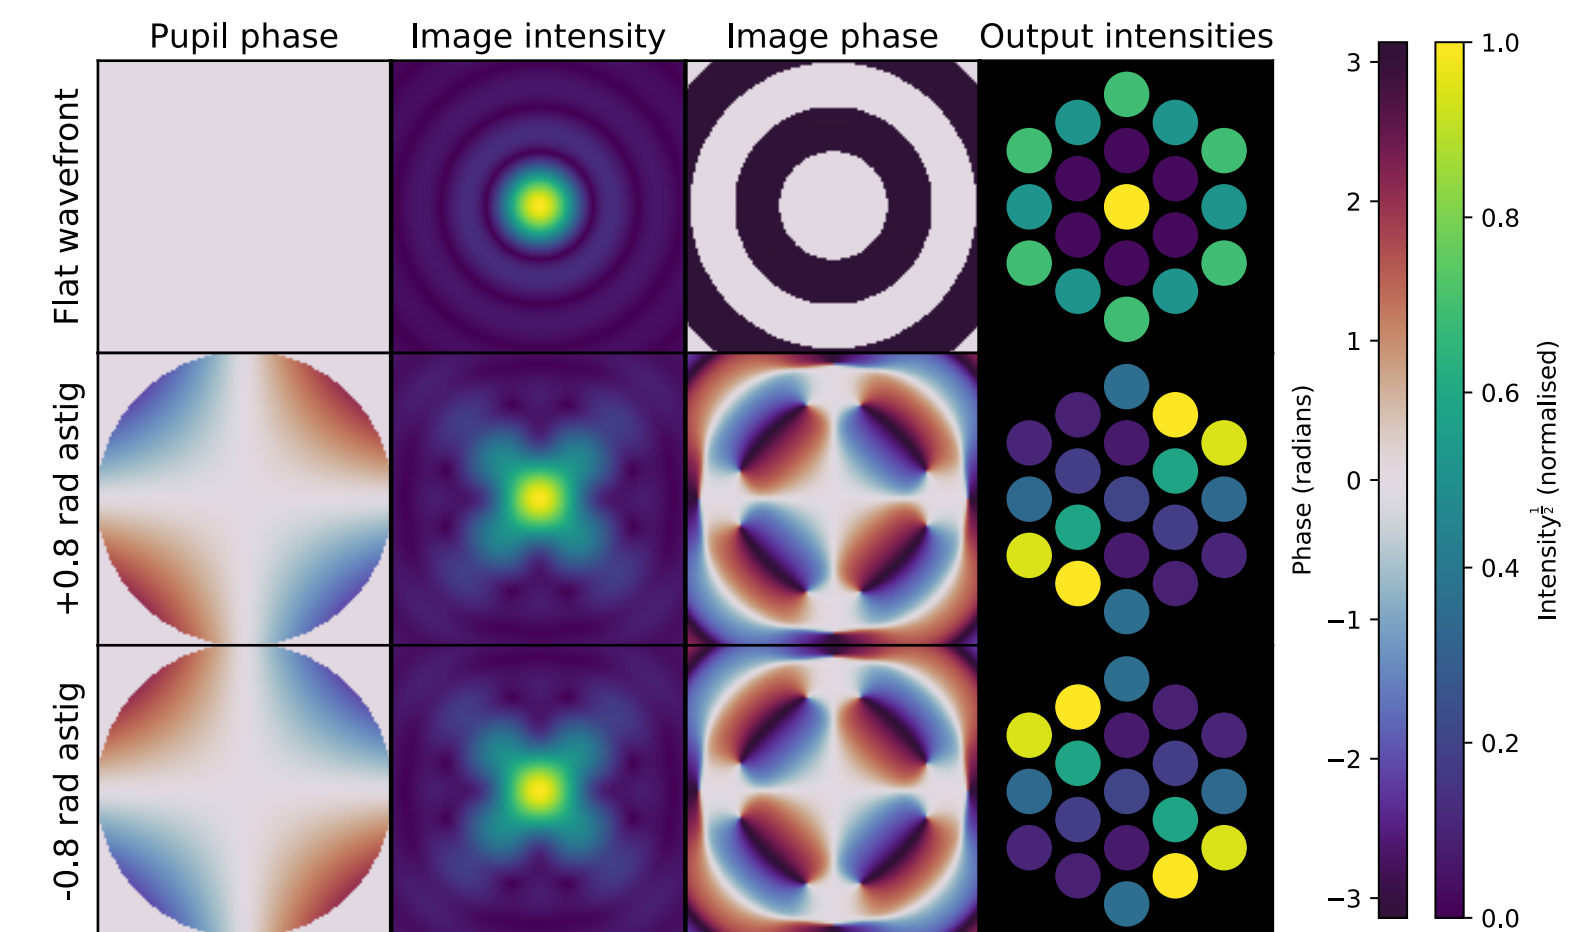 Pupil phase
Image intensity
Image phase
Output intensities
Flat wavefront
+0.8 rad astig
-0.8 rad astig
3
2
1
0
−1
−2
−3
Phase (radians)
1.0
0.8
0.6
0.4
0.2
0.0
Intensity^{1/2} (normalised)